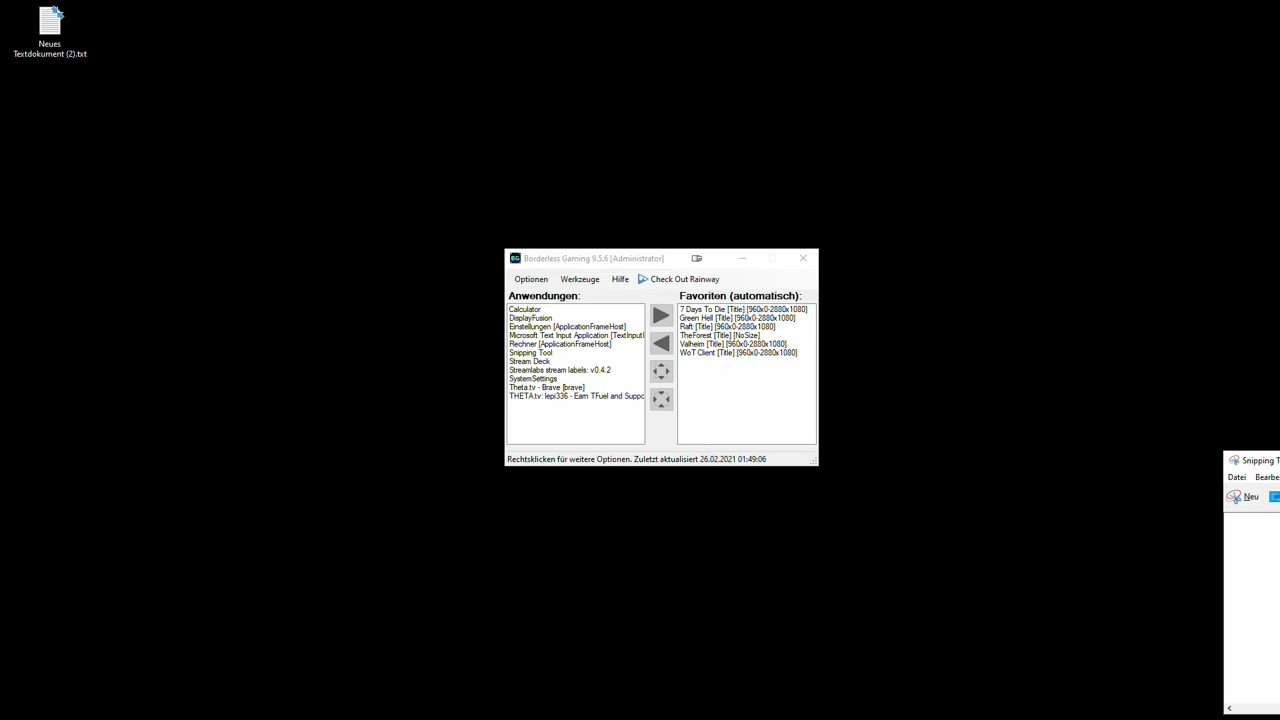 Neues
Textdokument (2).txt
Borderless Gaming 9.5.6 [Administrator]
Optionen Werkzeuge Hilfe Check Out Rainway
Anwendungen:
Calculator
DisplayFusion
Einstellungen [ApplicationFrameHost]
Microsoft Text Input Application [TextInputH
Rechner [ApplicationFrameHost]
Snipping Tool
Stream Deck
Streamlabs stream labels: v0.4.2
SystemSettings
Theta.tv - Brave [brave]
THETA.tv: lepi336 - Earn TFuel and Suppo
Favoriten (automatisch):
7 Days To Die [Title] [960x0-2880x1080]
Green Hell [Title] [960x0-2880x1080]
Raft [Title] [960x0-2880x1080]
TheForest [Title] [NoSize]
Valheim [Title] [960x0-2880x1080]
WoT Client [Title] [960x0-2880x1080]
Rechtsklicken für weitere Optionen. Zuletzt aktualisiert 26.02.2021 01:49:06
Snipping T
Datei Bearbe
Neu